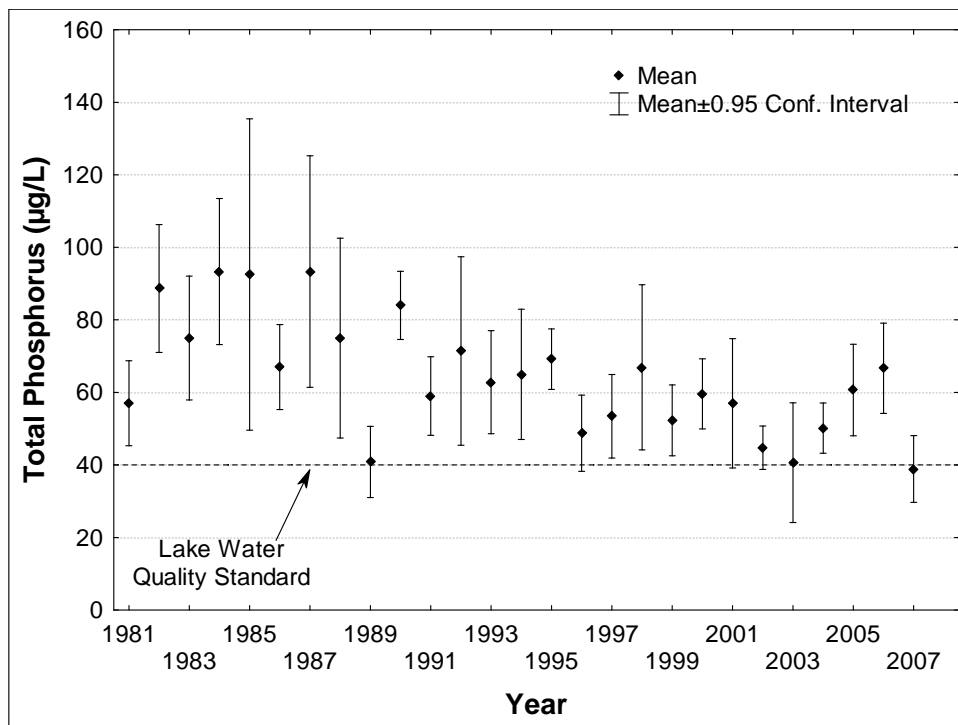 160
140
120
100
80
60
40
20
0
Total Phosphorus (µg/L)
Mean
Mean±0.95 Conf. Interval
Lake Water
Quality Standard
1981 1985 1989 1993 1997 2001 2005
1983 1987 1991 1995 1999 2003 2007
Year